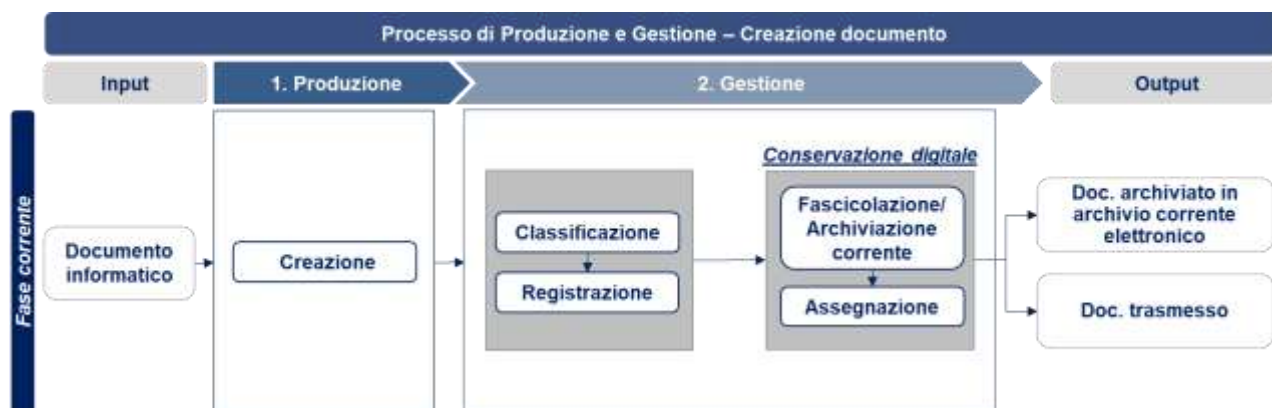 Processo di Produzione e Gestione – Creazione documento
Input
1. Produzione
2. Gestione
Output
Fase corrente
Documento
informatico
Creazione
Classificazione
Registrazione
Conservazione digitale
Fascicolazione/
Archiviazione
corrente
Assegnazione
Doc. archiviato in
archivio corrente
elettronico
Doc. trasmesso